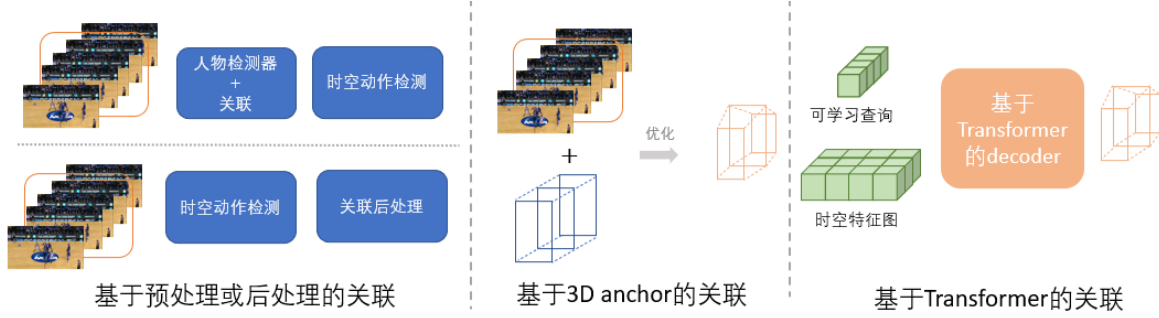 人物检测器
+
关联
时空动作检测
时空动作检测
关联后处理
基于预处理或后处理的关联
+
优化
基于3D anchor的关联
可学习查询
时空特征图
基于
Transformer
的decoder
基于Transformer的关联